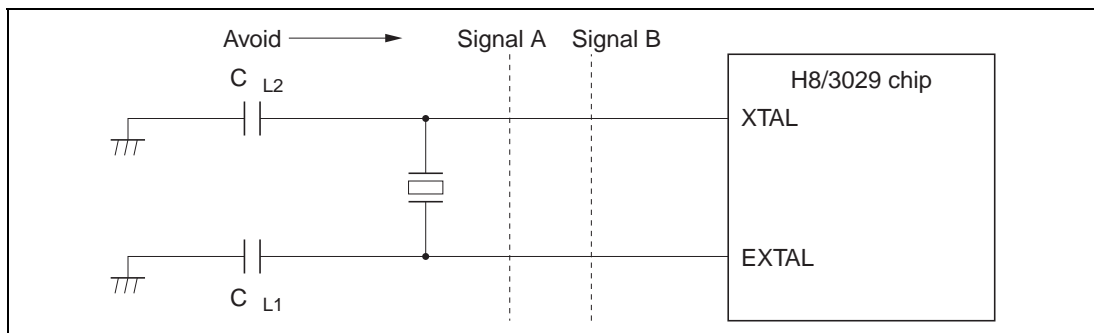 Avoid
Signal A
Signal B
C L2
H8/3029 chip
XTAL
EXTAL
C L1